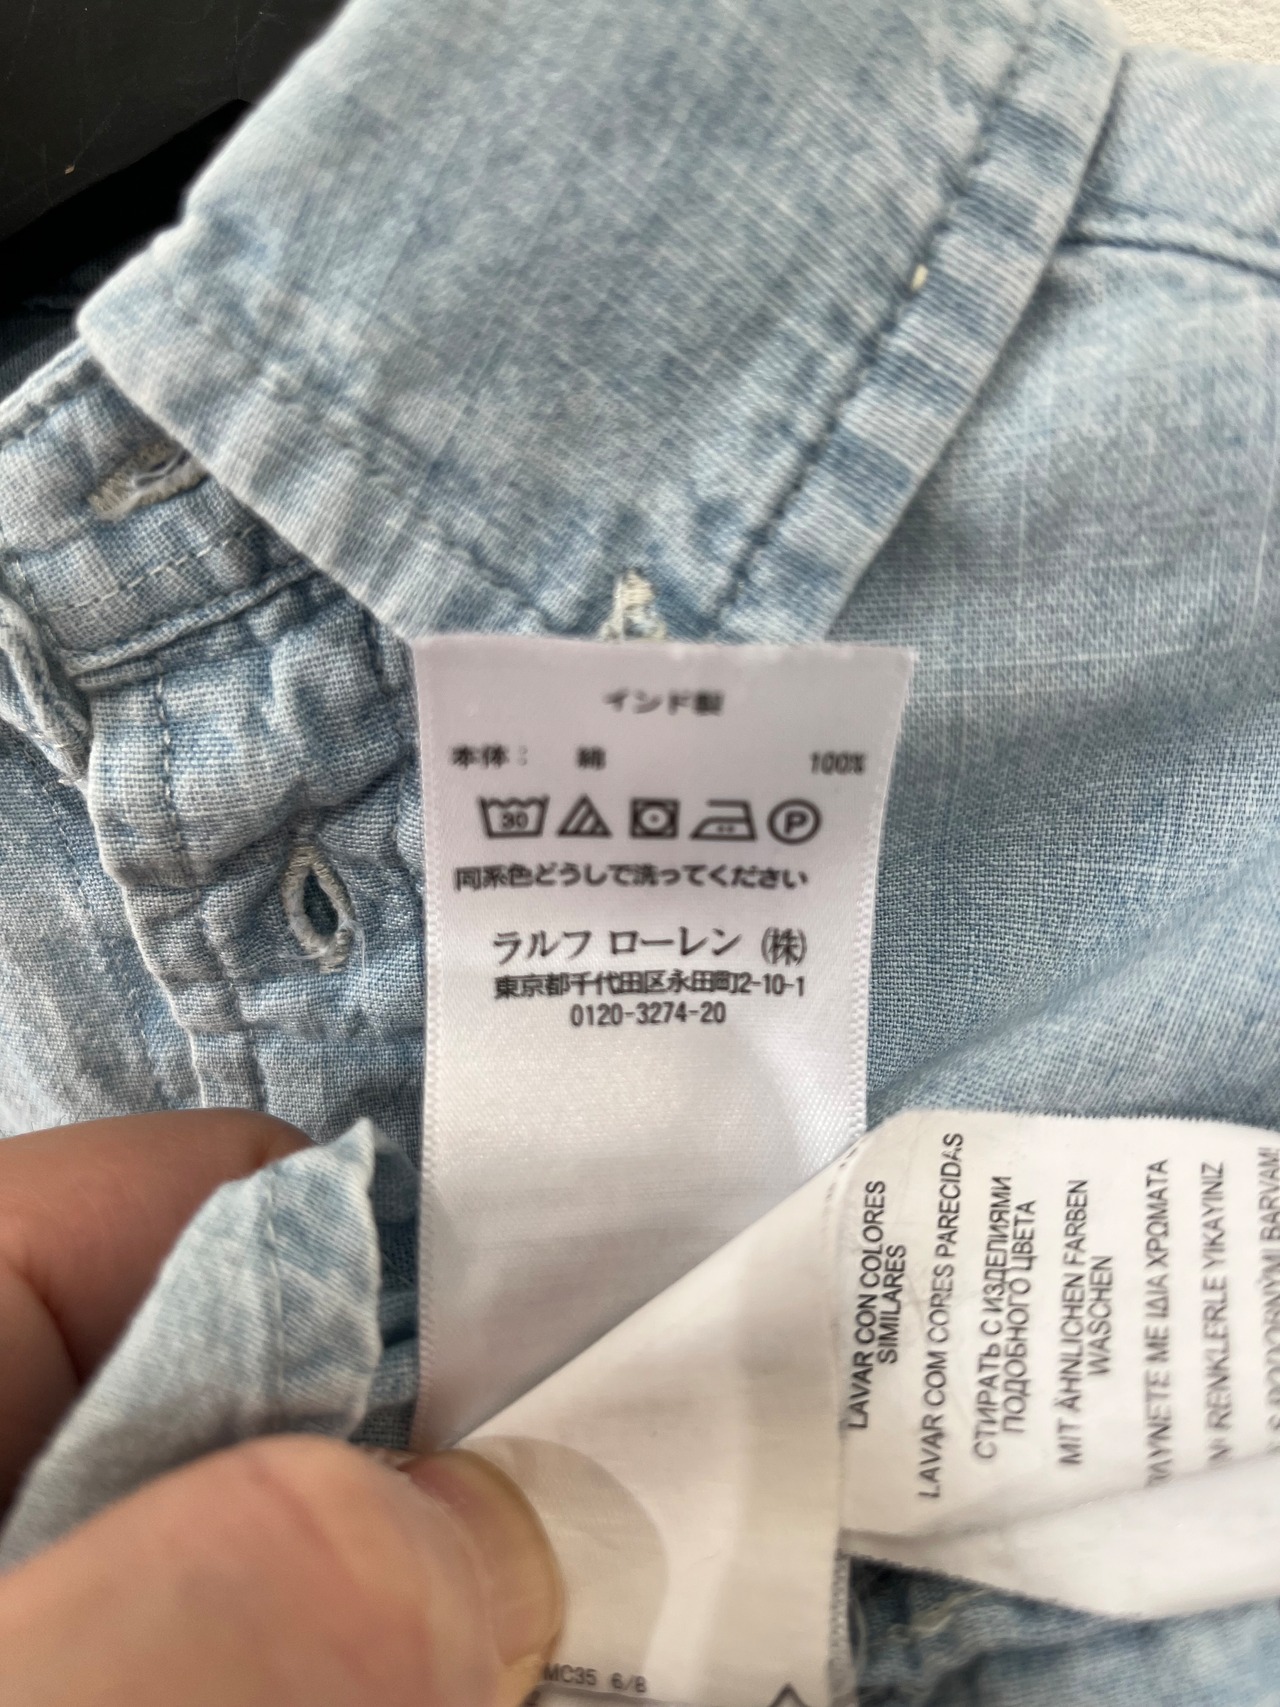 インド製
本体: 綿 100%
30
P
同系色どうしで洗ってください
ラルフ ローレン (株)
東京都千代田区永田町2-10-1
0120-3274-20
LAVAR CON COLORES
SIMILARES
LAVAR COM CORES PARECIDAS
СТИРАТЬ С ИЗДЕЛИЯМИ
ПОДОБНОГО ЦВЕТА
MIT ÄHNLICHEN FARBEN
WASCHEN
ΠΛΥΝΕΤΕ ΜΕ ΙΔΙΑ ΧΡΩΜΑΤΑ
RENKLERLE YIKAYINIZ
BARVAMI
MC35 6/8